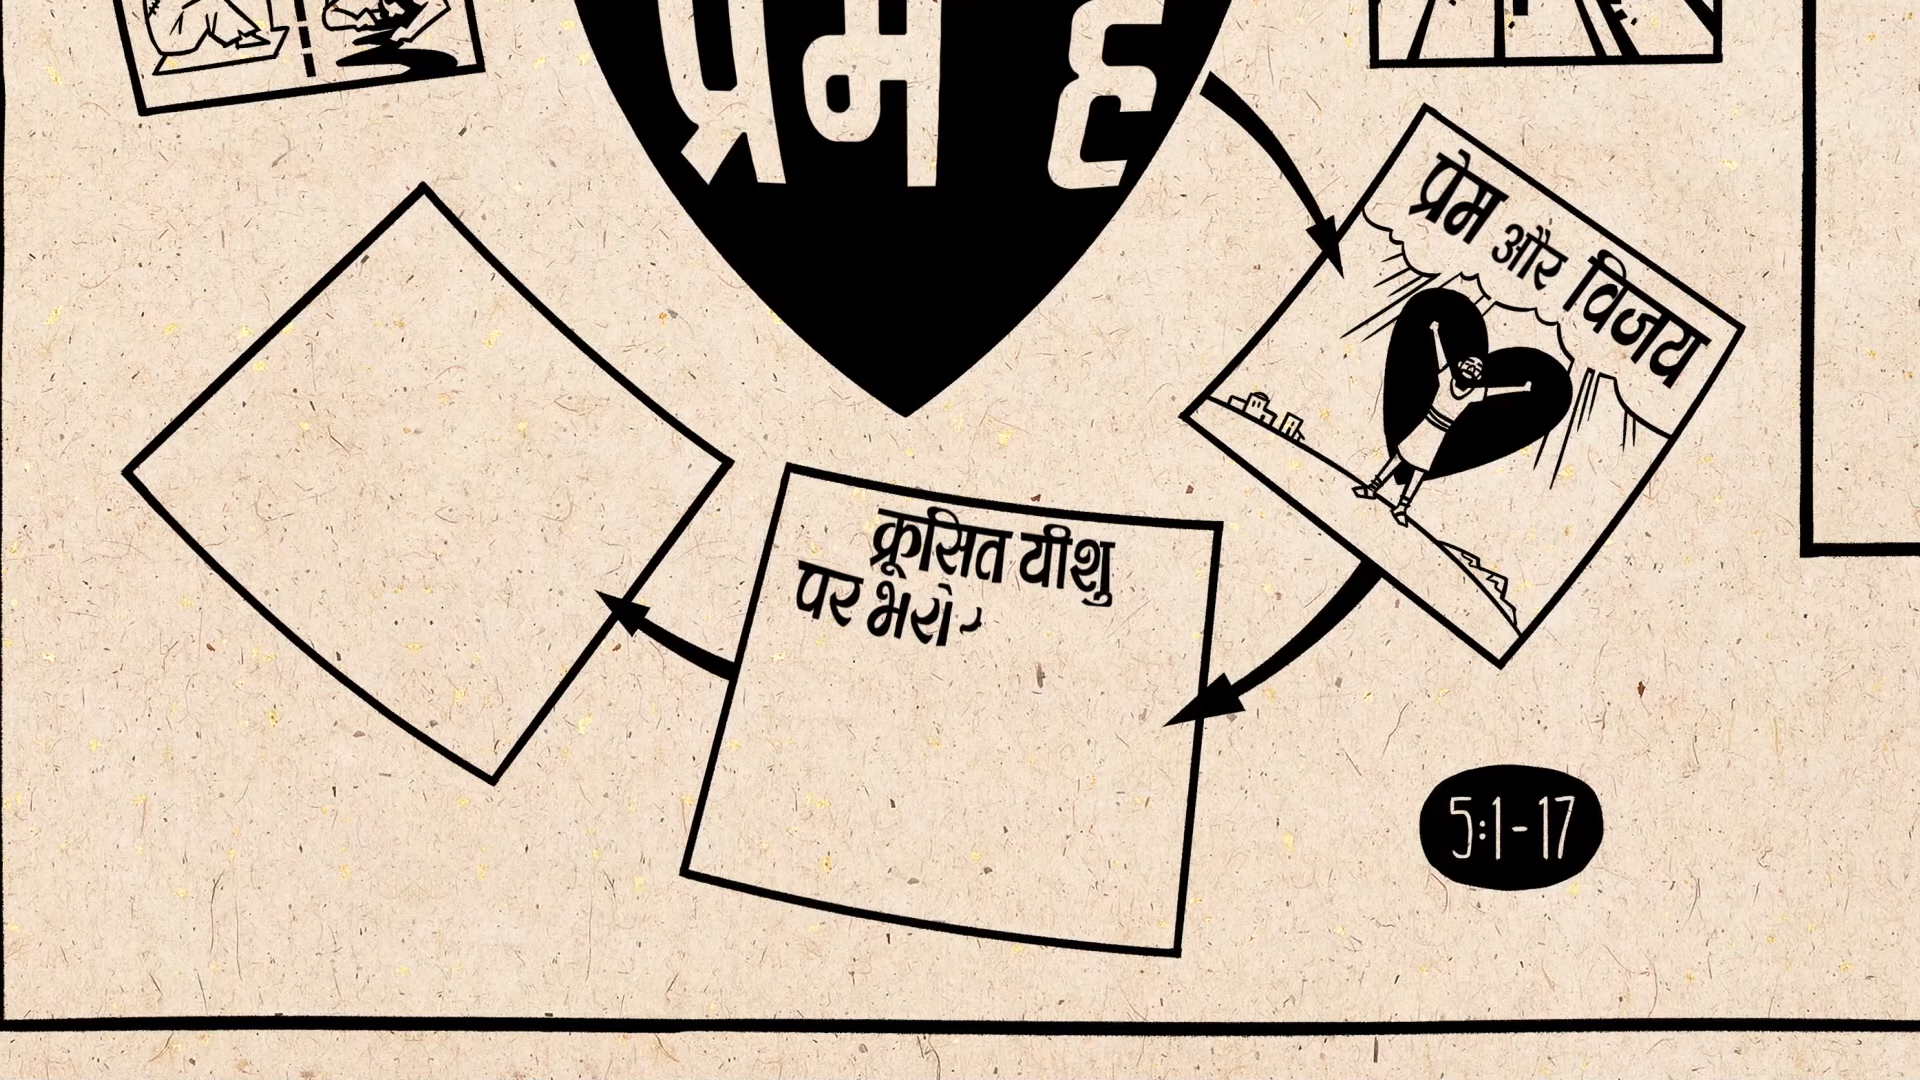 प्रेम है
प्रेम और विजय
क्रूसित यीशु
पर भरो
5:1-17